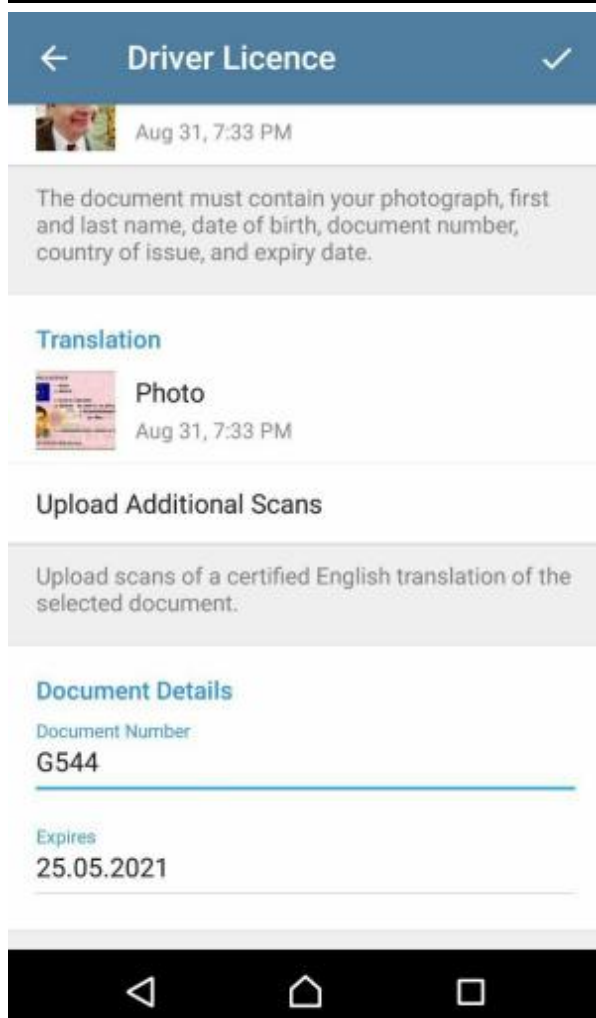 Driver Licence
Aug 31, 7:33 PM
The document must contain your photograph, first
and last name, date of birth, document number,
country of issue, and expiry date.
Translation
Photo
Aug 31, 7:33 PM
Upload Additional Scans
Upload scans of a certified English translation of the
selected document.
Document Details
Document Number
G544
Expires
25.05.2021